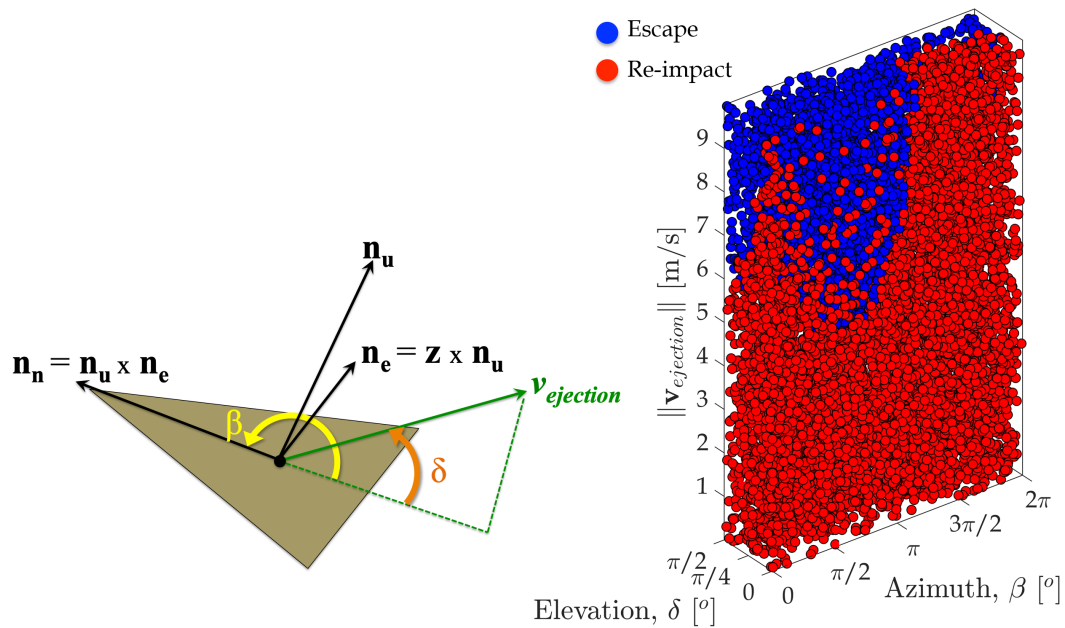 Escape
Re-impact
n_u
n_e = z x n_u
n_n = n_u x n_e
v_ejection
β
δ
‖v_ejection‖ [m/s]
9
8
7
6
5
4
3
2
1
π/2
π/4
0
Elevation, δ [°]
0
π/2
π
3π/2
2π
Azimuth, β [°]